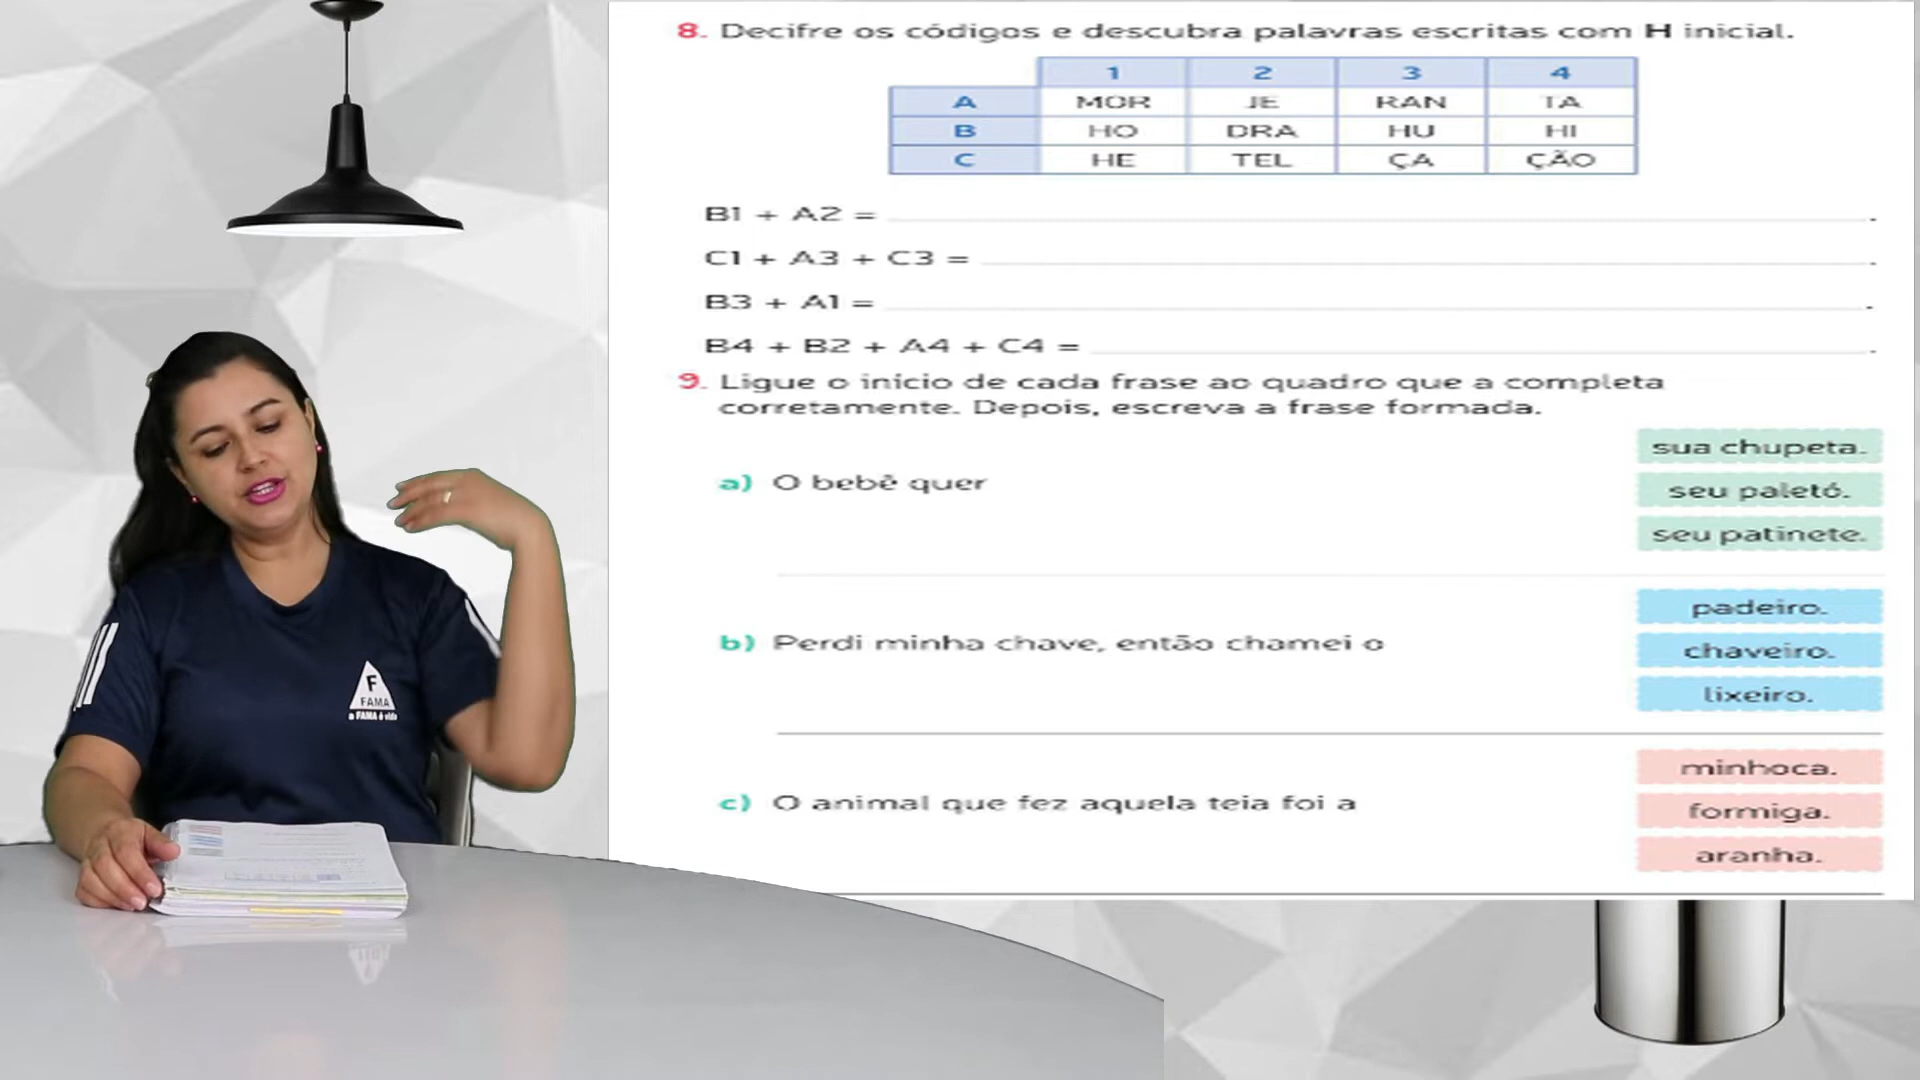 8. Decifre os códigos e descubra palavras escritas com H inicial.
1 2 3 4
A MOR JE RAN TA
B HO DRA HU HI
C HE TEL ÇA ÇÃO
B1 + A2 = .
C1 + A3 + C3 = .
B3 + A1 = .
B4 + B2 + A4 + C4 = .
9. Ligue o início de cada frase ao quadro que a completa
corretamente. Depois, escreva a frase formada.
a) O bebê quer
sua chupeta.
seu paletó.
seu patinete.
b) Perdi minha chave, então chamei o
padeiro.
chaveiro.
lixeiro.
c) O animal que fez aquela teia foi a
minhoca.
formiga.
aranha.
F
FAMA
a FAMA é vida